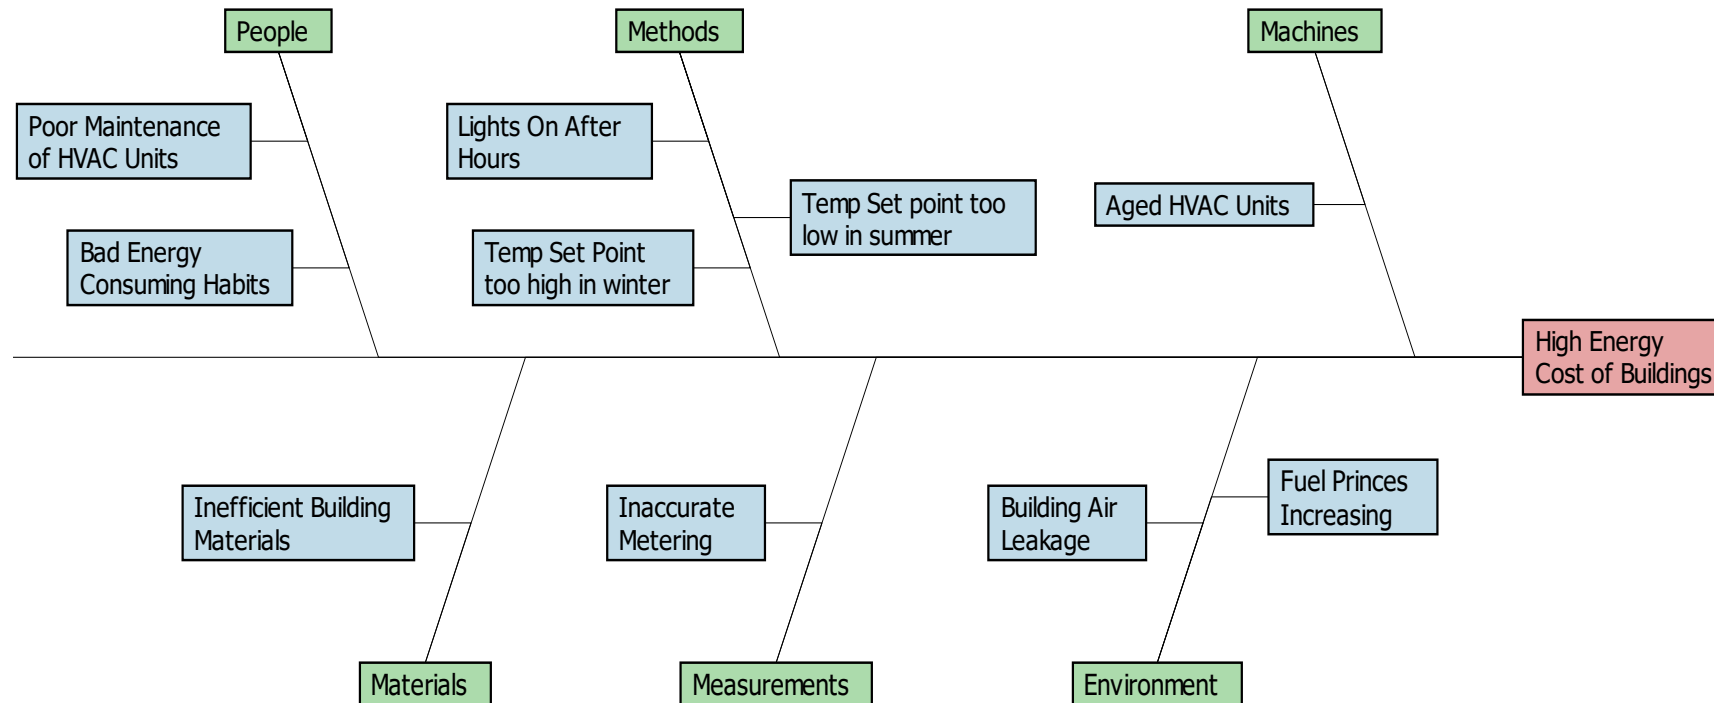 People
Methods
Machines
Poor Maintenance
of HVAC Units
Lights On After
Hours
Temp Set point too
low in summer
Aged HVAC Units
Bad Energy
Consuming Habits
Temp Set Point
too high in winter
High Energy
Cost of Buildings
Inefficient Building
Materials
Inaccurate
Metering
Building Air
Leakage
Fuel Princes
Increasing
Materials
Measurements
Environment